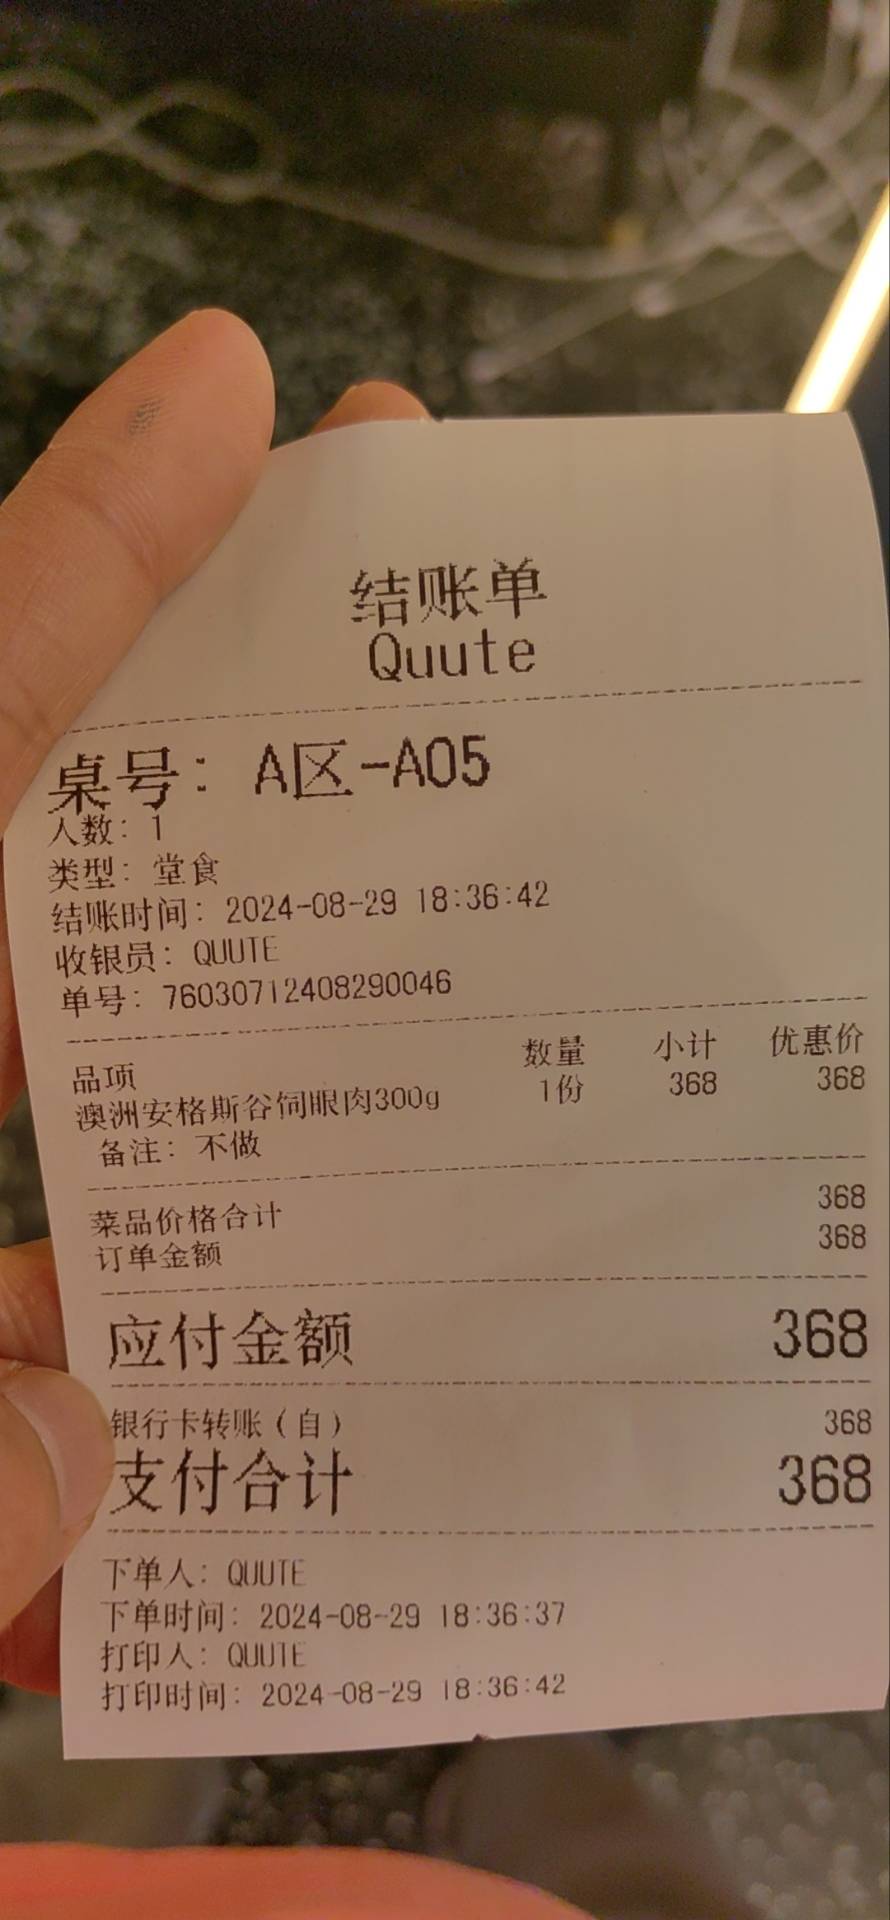 结账单
Quute
桌号： A区-A05
人数： 1
类型： 堂食
结账时间： 2024-08-29 18:36:42
收银员： QUUTE
单号： 76030712408290046
品项 数量 小计 优惠价
澳洲安格斯谷饲眼肉300g 1份 368 368
备注： 不做
菜品价格合计 368
订单金额 368
应付金额 368
银行卡转账（自） 368
支付合计 368
下单人： QUUTE
下单时间： 2024-08-29 18:36:37
打印人： QUUTE
打印时间： 2024-08-29 18:36:42